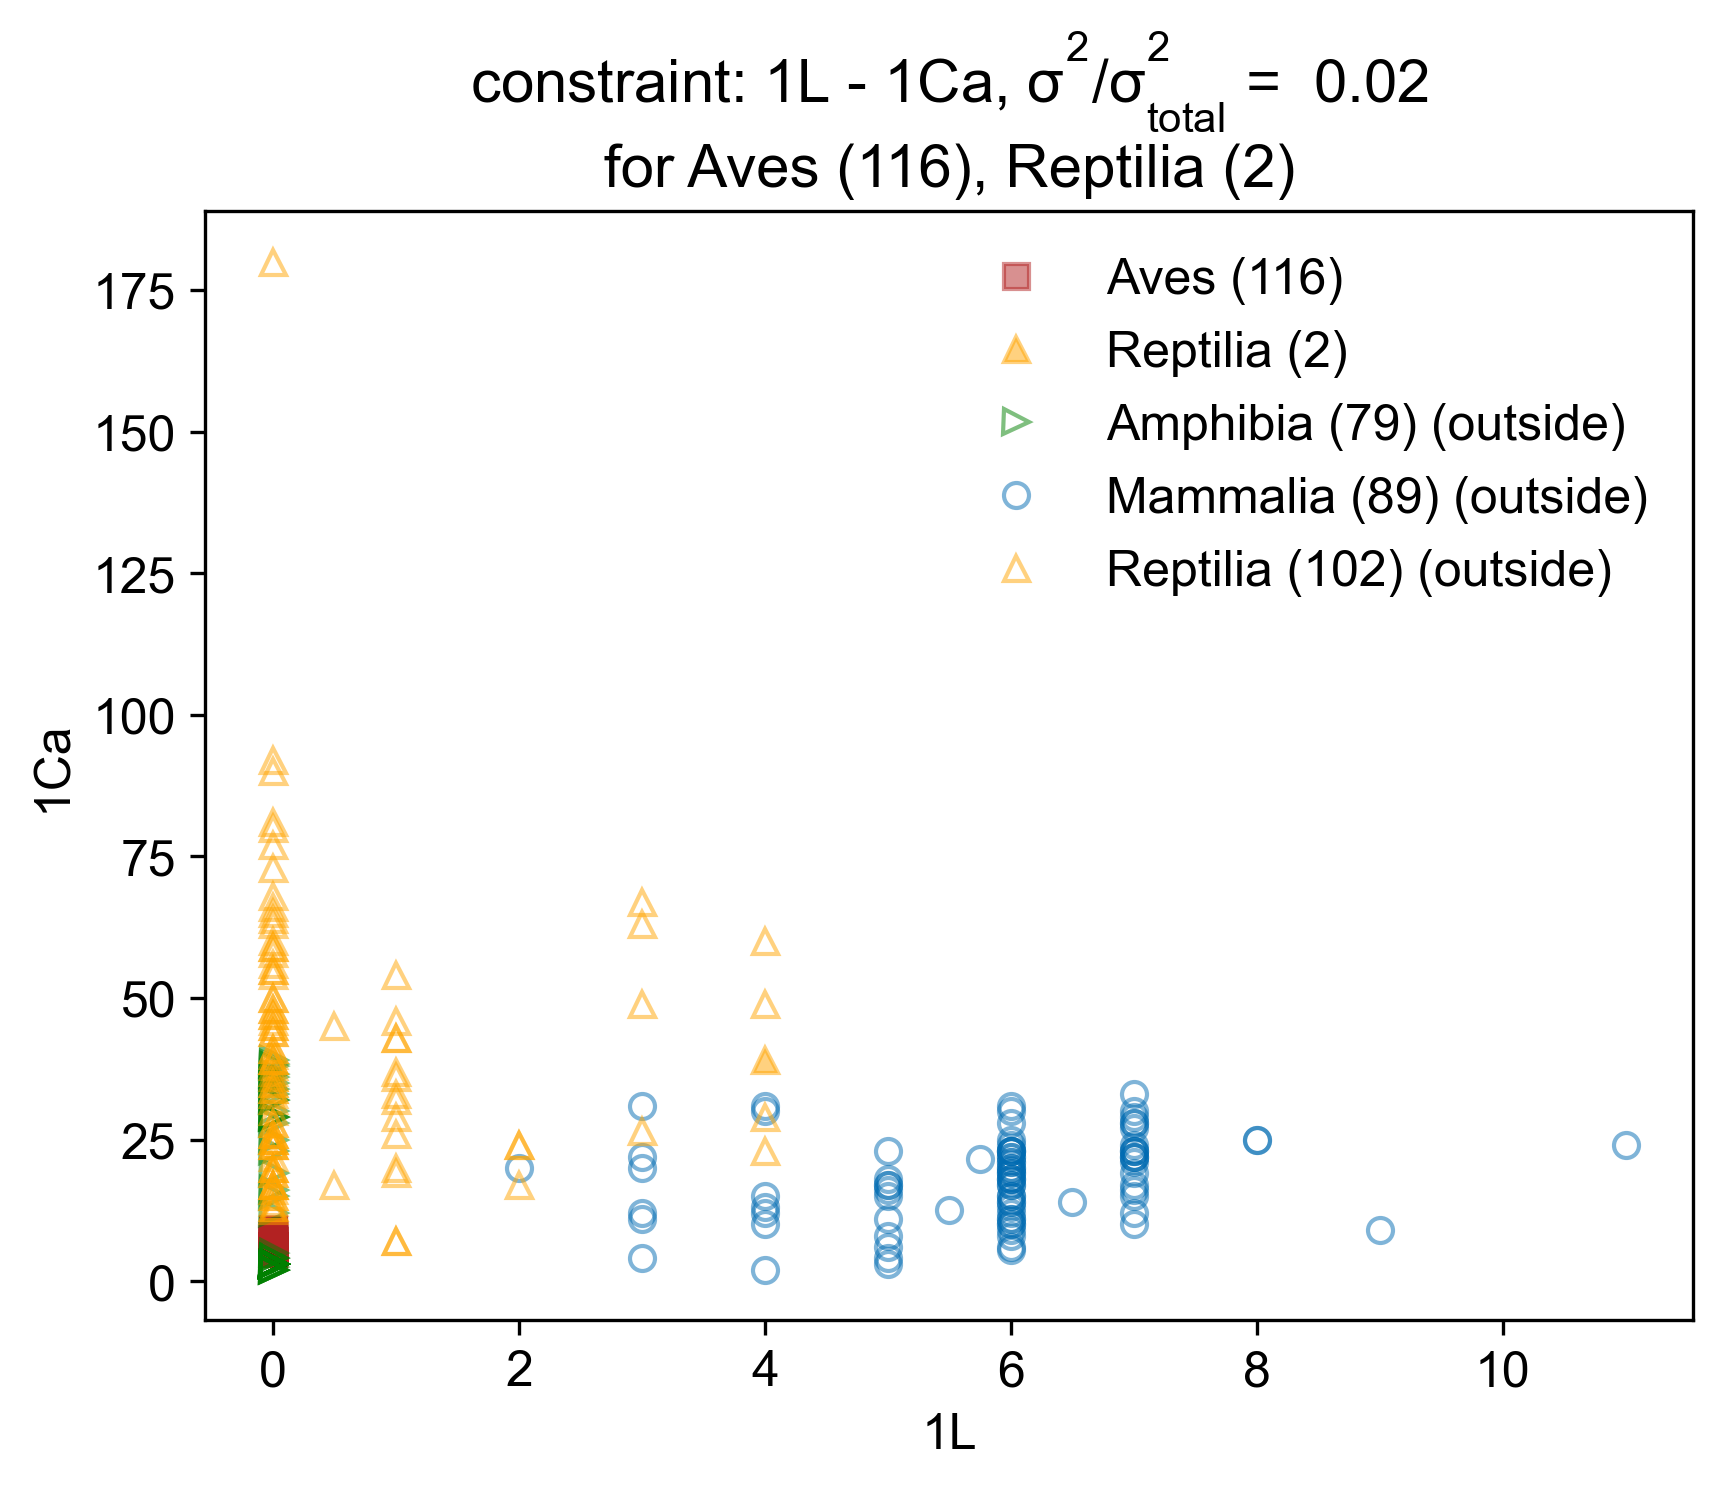 constraint: 1L - 1Ca, σ²/σ²total = 0.02
for Aves (116), Reptilia (2)
Aves (116)
Reptilia (2)
Amphibia (79) (outside)
Mammalia (89) (outside)
Reptilia (102) (outside)
175
150
125
100
75
50
25
0
1Ca
0 2 4 6 8 10
1L